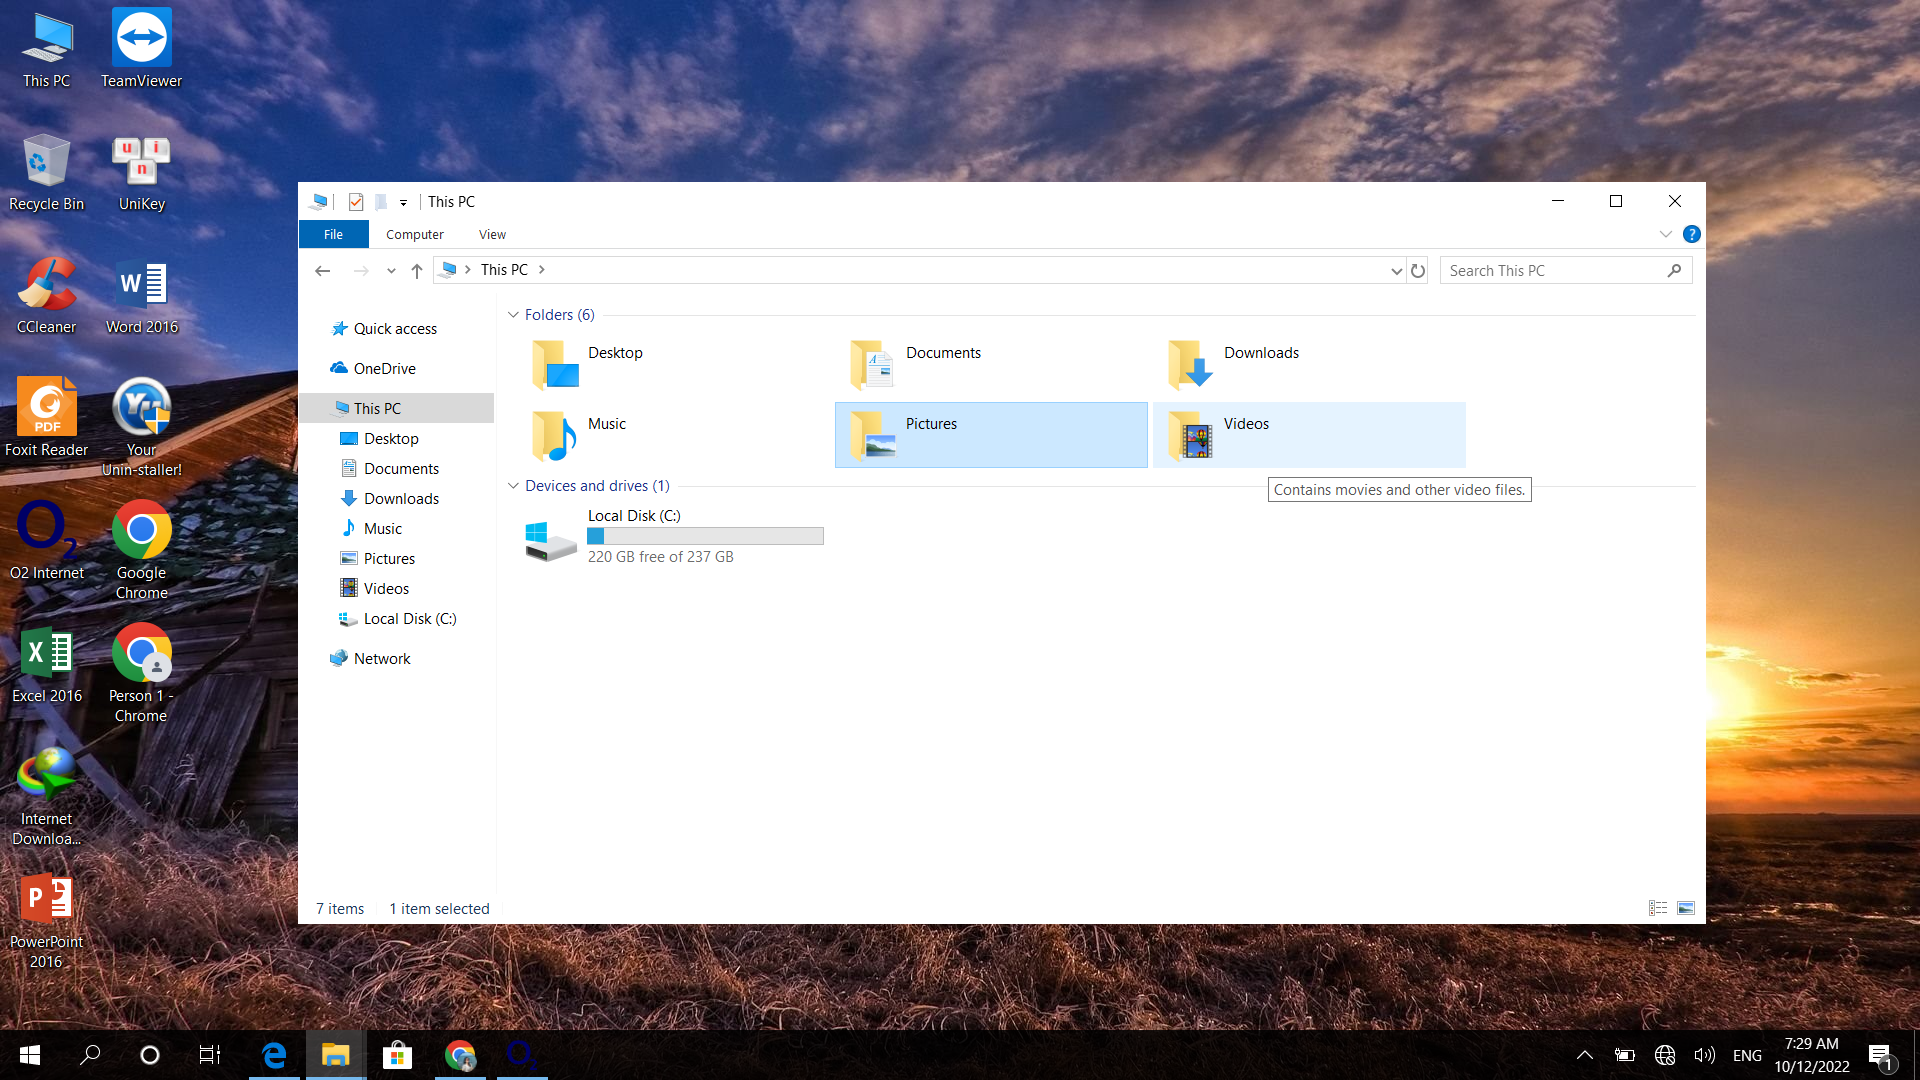 This PC
TeamViewer
Recycle Bin
u i n
UniKey
CCleaner
W
Word 2016
PDF
Foxit Reader
YU
Your
Unin-staller!
O2
O2 Internet
Google
Chrome
X
Excel 2016
Person 1 -
Chrome
Internet
Downloa...
P
PowerPoint
2016
This PC
File
Computer
View
?
This PC
Search This PC
Quick access
OneDrive
This PC
Desktop
Documents
Downloads
Music
Pictures
Videos
Local Disk (C:)
Network
Folders (6)
Desktop
Documents
A
Downloads
Music
Pictures
Videos
Contains movies and other video files.
Devices and drives (1)
Local Disk (C:)
220 GB free of 237 GB
7 items
1 item selected
O2
ENG
7:29 AM
10/12/2022
1